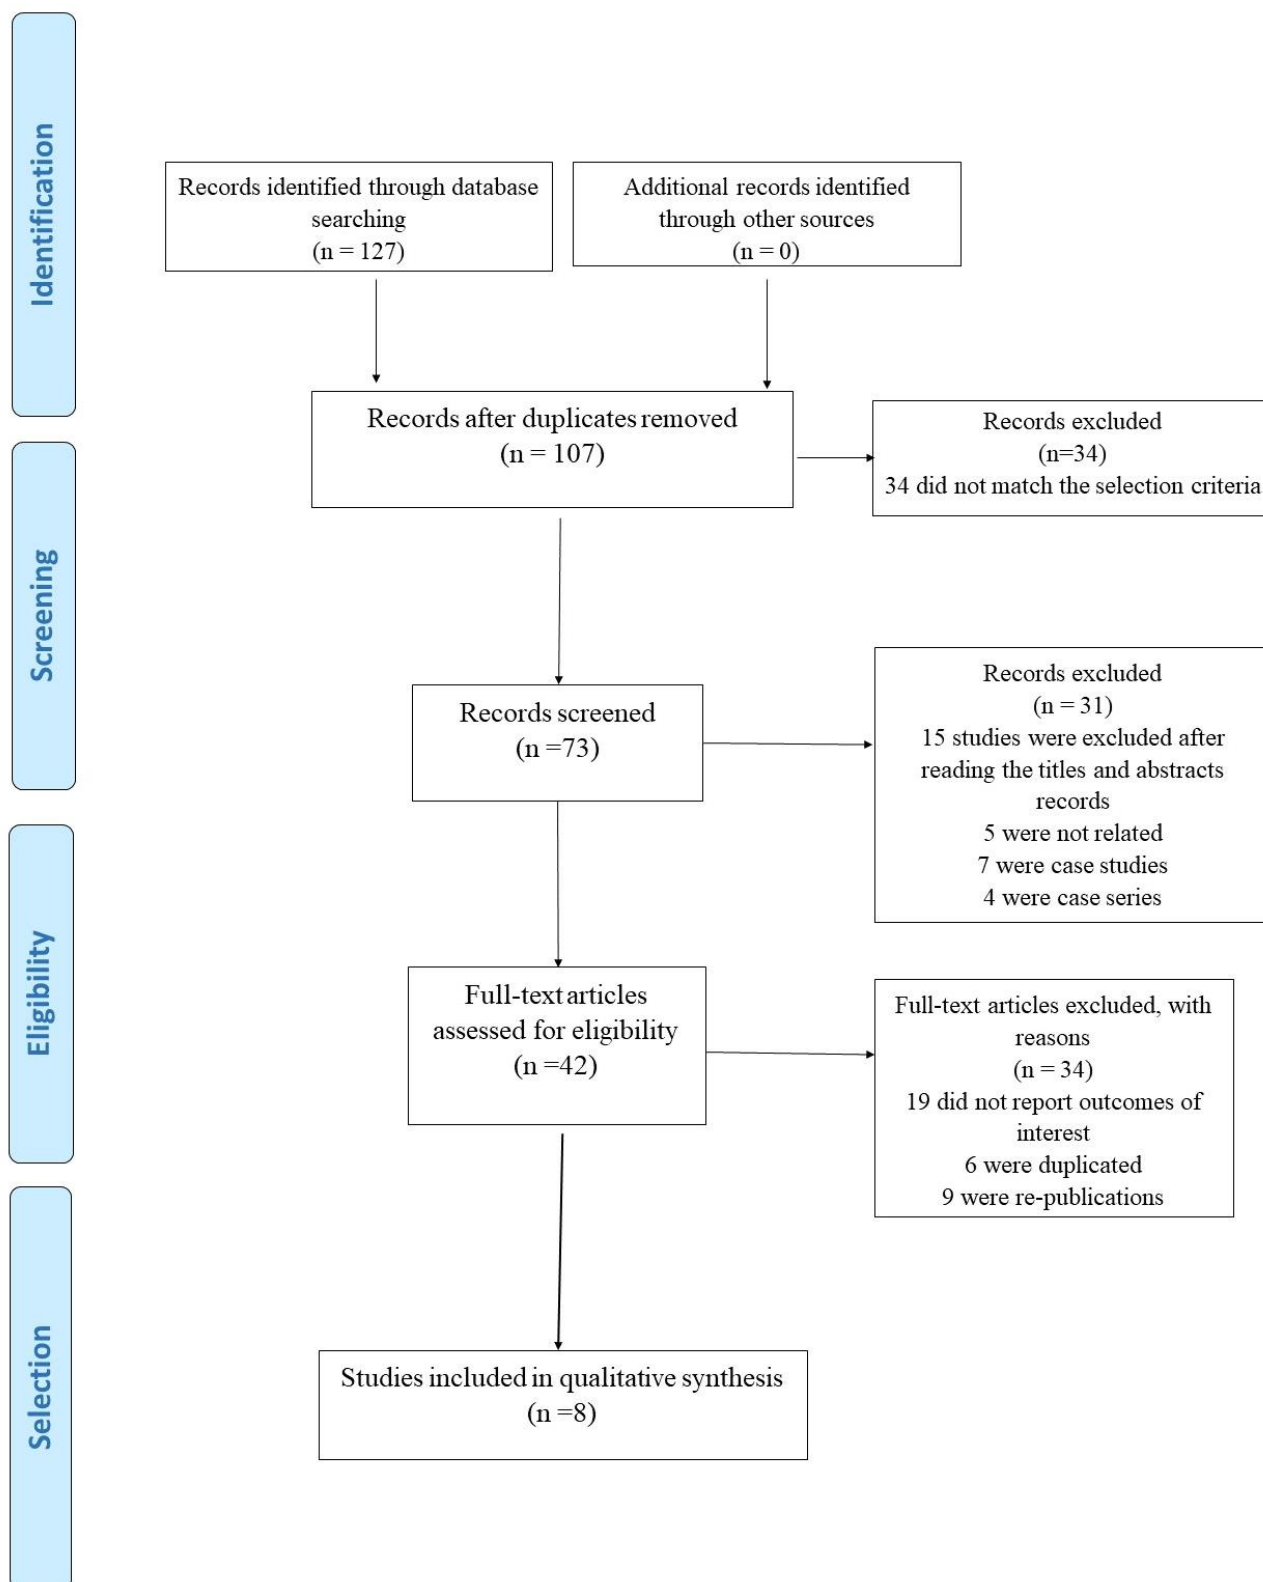 Identification
Records identified through database
searching
(n = 127)
Additional records identified
through other sources
(n = 0)
Records after duplicates removed
(n = 107)
Records excluded
(n=34)
34 did not match the selection criteria
Screening
Records screened
(n =73)
Records excluded
(n = 31)
15 studies were excluded after
reading the titles and abstracts
records
5 were not related
7 were case studies
4 were case series
Eligibility
Full-text articles
assessed for eligibility
(n =42)
Full-text articles excluded, with
reasons
(n = 34)
19 did not report outcomes of
interest
6 were duplicated
9 were re-publications
Selection
Studies included in qualitative synthesis
(n =8)